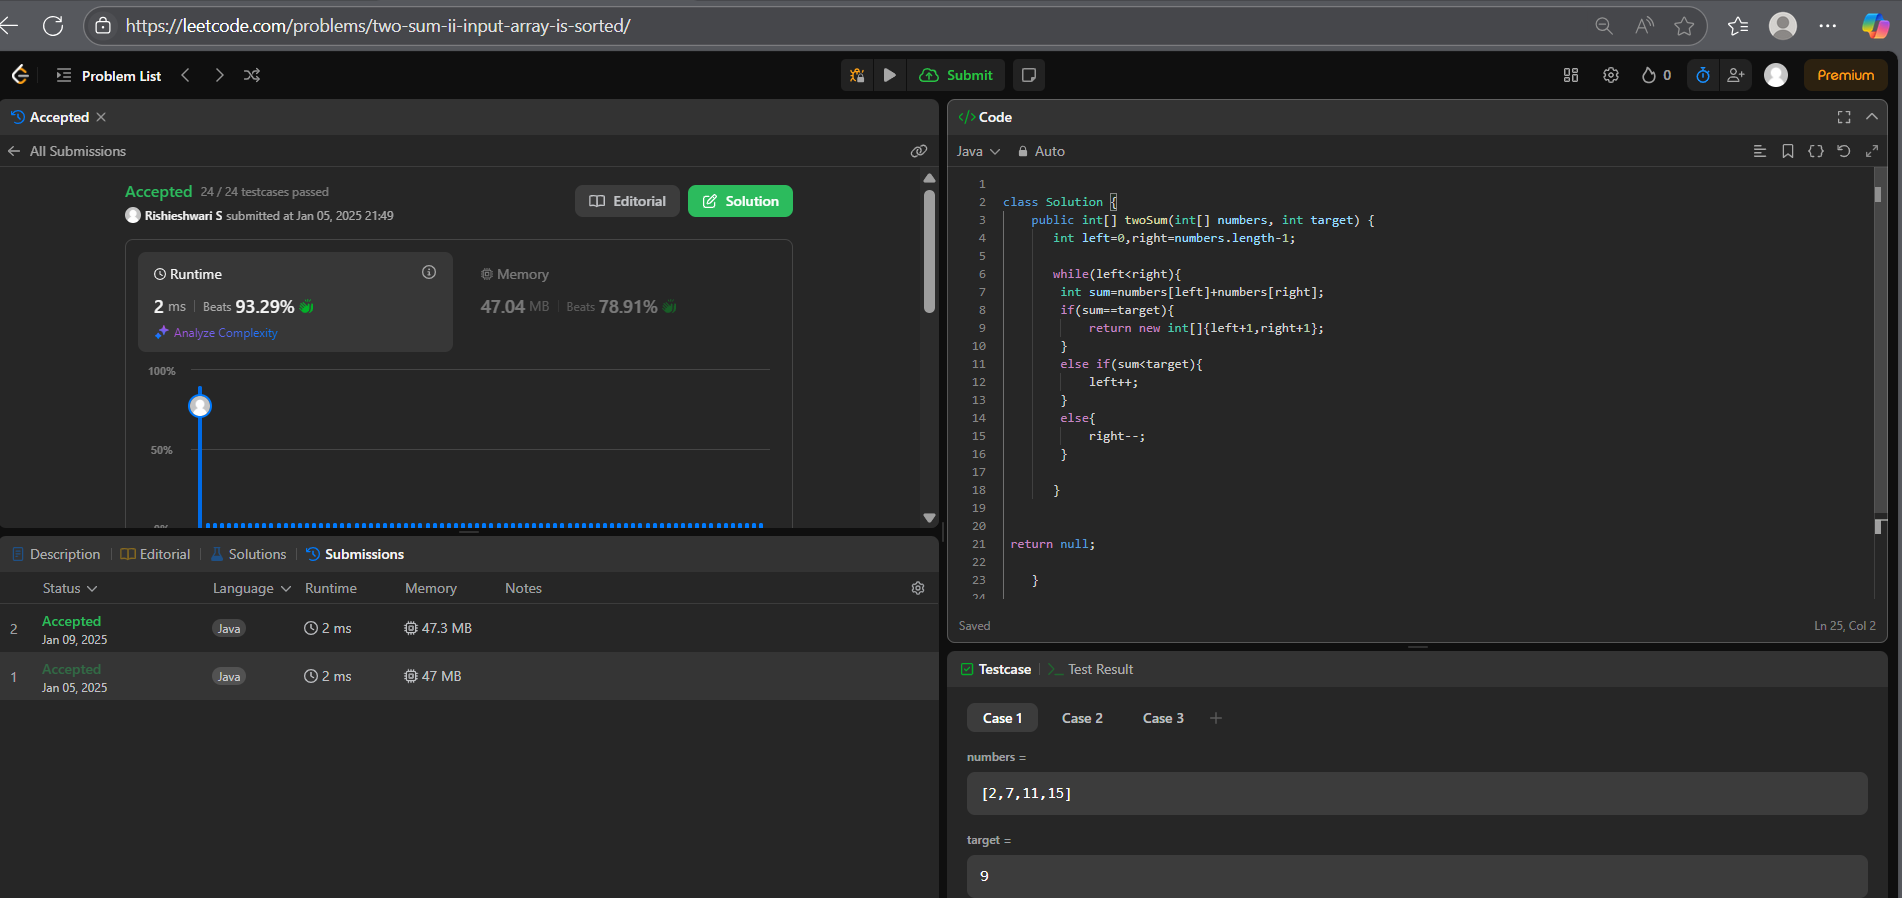 https://leetcode.com/problems/two-sum-ii-input-array-is-sorted/
Problem List
Submit
0
Premium
Accepted
All Submissions
Accepted 24 / 24 testcases passed
Rishieshwari S submitted at Jan 05, 2025 21:49
Editorial
Solution
Runtime
2 ms | Beats 93.29%
Analyze Complexity
Memory
47.04 MB | Beats 78.91%
100%
50%
0%
Description | Editorial | Solutions | Submissions
Status Language Runtime Memory Notes
2 Accepted Java 2 ms 47.3 MB
Jan 09, 2025
1 Accepted Java 2 ms 47 MB
Jan 05, 2025
</> Code
Java Auto
1
2 class Solution {
3 public int[] twoSum(int[] numbers, int target) {
4 int left=0,right=numbers.length-1;
5
6 while(left<right){
7 int sum=numbers[left]+numbers[right];
8 if(sum==target){
9 return new int[]{left+1,right+1};
10 }
11 else if(sum<target){
12 left++;
13 }
14 else{
15 right--;
16 }
17
18 }
19
20
21 return null;
22
23 }
24
Saved
Ln 25, Col 2
Testcase | >_ Test Result
Case 1 Case 2 Case 3 +
numbers =
[2,7,11,15]
target =
9